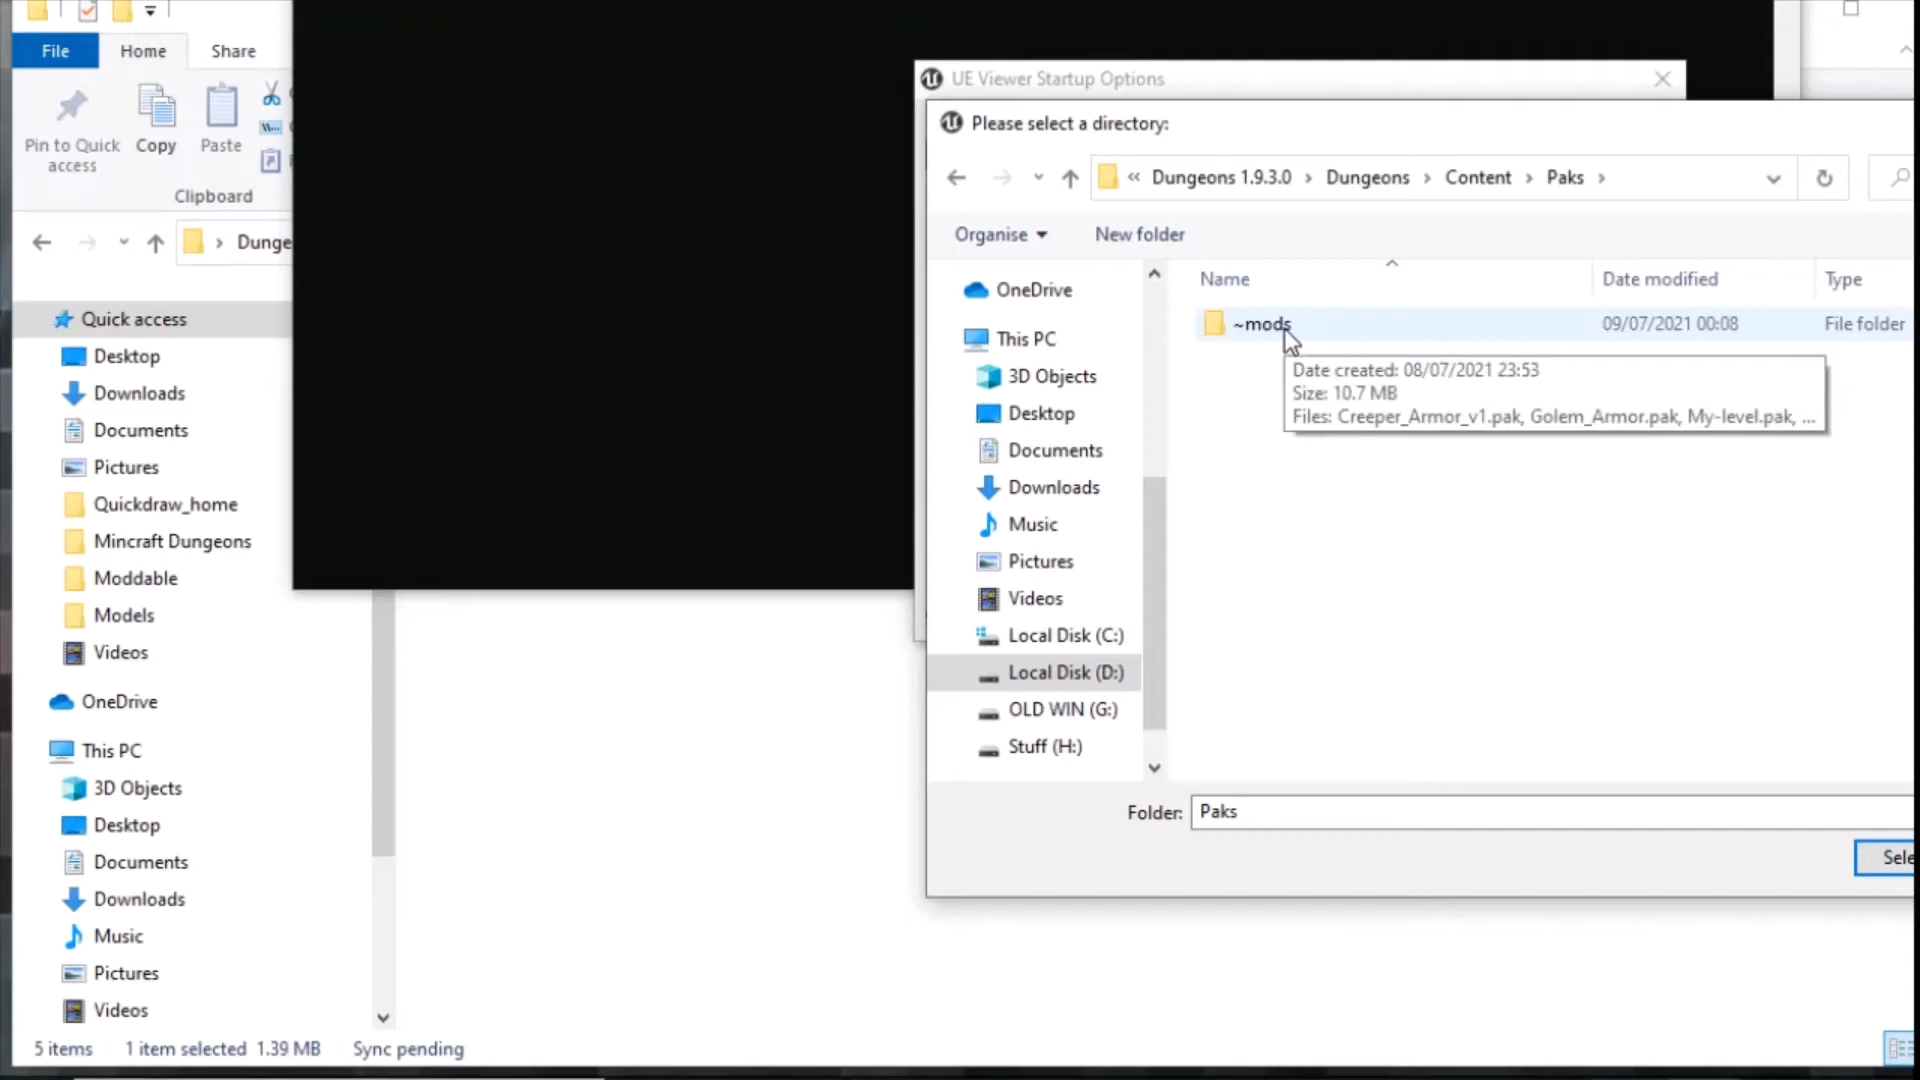 File
Home
Share
Pin to Quick
access
Copy
Paste
Clipboard
Dunge
Quick access
Desktop
Downloads
Documents
Pictures
Quickdraw_home
Mincraft Dungeons
Moddable
Models
Videos
OneDrive
This PC
3D Objects
Desktop
Documents
Downloads
Music
Pictures
Videos
5 items
1 item selected 1.39 MB
Sync pending
UE Viewer Startup Options
Please select a directory:
« Dungeons 1.9.3.0 › Dungeons › Content › Paks ›
Organise
New folder
OneDrive
This PC
3D Objects
Desktop
Documents
Downloads
Music
Pictures
Videos
Local Disk (C:)
Local Disk (D:)
OLD WIN (G:)
Stuff (H:)
Name
Date modified
Type
~mods
09/07/2021 00:08
File folder
Date created: 08/07/2021 23:53
Size: 10.7 MB
Files: Creeper_Armor_v1.pak, Golem_Armor.pak, My-level.pak, ...
Folder:
Paks
Sele